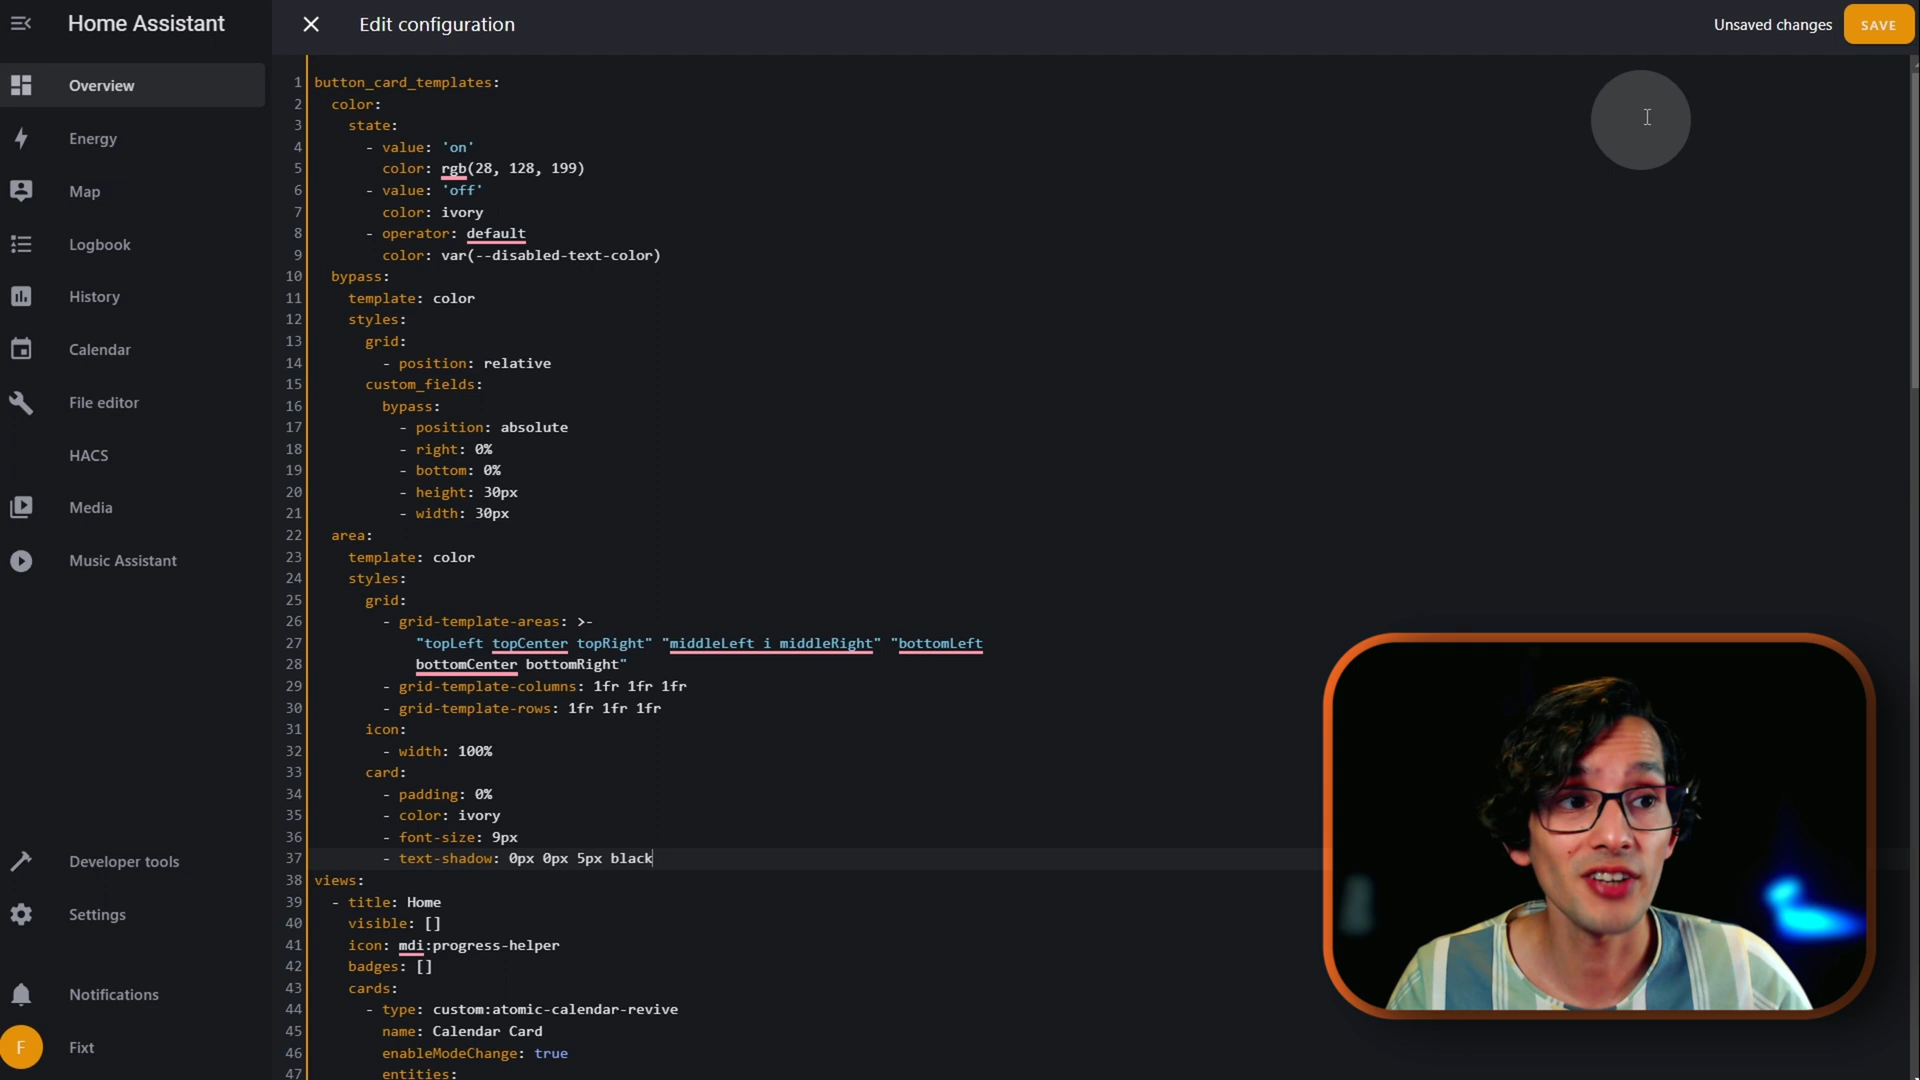 Home Assistant
Overview
Energy
Map
Logbook
History
Calendar
File editor
HACS
Media
Music Assistant
Developer tools
Settings
Notifications
F
Fixt
Edit configuration
Unsaved changes
SAVE
1 button_card_templates:
2 color:
3 state:
4 - value: 'on'
5 color: rgb(28, 128, 199)
6 - value: 'off'
7 color: ivory
8 - operator: default
9 color: var(--disabled-text-color)
10 bypass:
11 template: color
12 styles:
13 grid:
14 - position: relative
15 custom_fields:
16 bypass:
17 - position: absolute
18 - right: 0%
19 - bottom: 0%
20 - height: 30px
21 - width: 30px
22 area:
23 template: color
24 styles:
25 grid:
26 - grid-template-areas: >-
27 "topLeft topCenter topRight" "middleLeft i middleRight" "bottomLeft
28 bottomCenter bottomRight"
29 - grid-template-columns: 1fr 1fr 1fr
30 - grid-template-rows: 1fr 1fr 1fr
31 icon:
32 - width: 100%
33 card:
34 - padding: 0%
35 - color: ivory
36 - font-size: 9px
37 - text-shadow: 0px 0px 5px black
38 views:
39 - title: Home
40 visible: []
41 icon: mdi:progress-helper
42 badges: []
43 cards:
44 - type: custom:atomic-calendar-revive
45 name: Calendar Card
46 enableModeChange: true
47 entities: